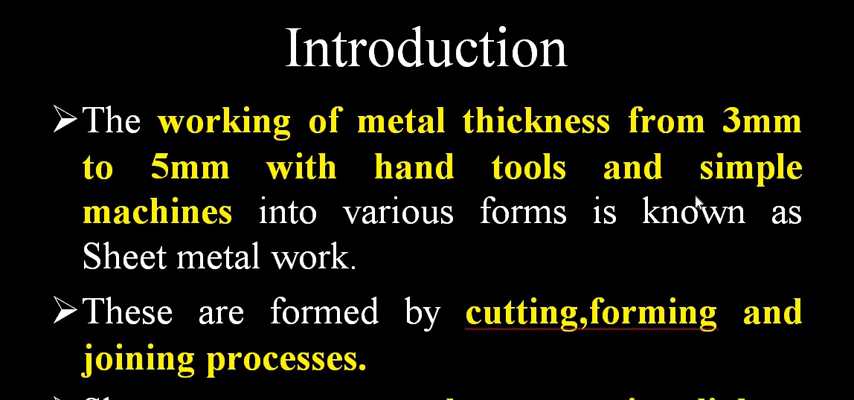 Introduction
➢The working of metal thickness from 3mm
to 5mm with hand tools and simple
machines into various forms is known as
Sheet metal work.
➢These are formed by cutting,forming and
joining processes.